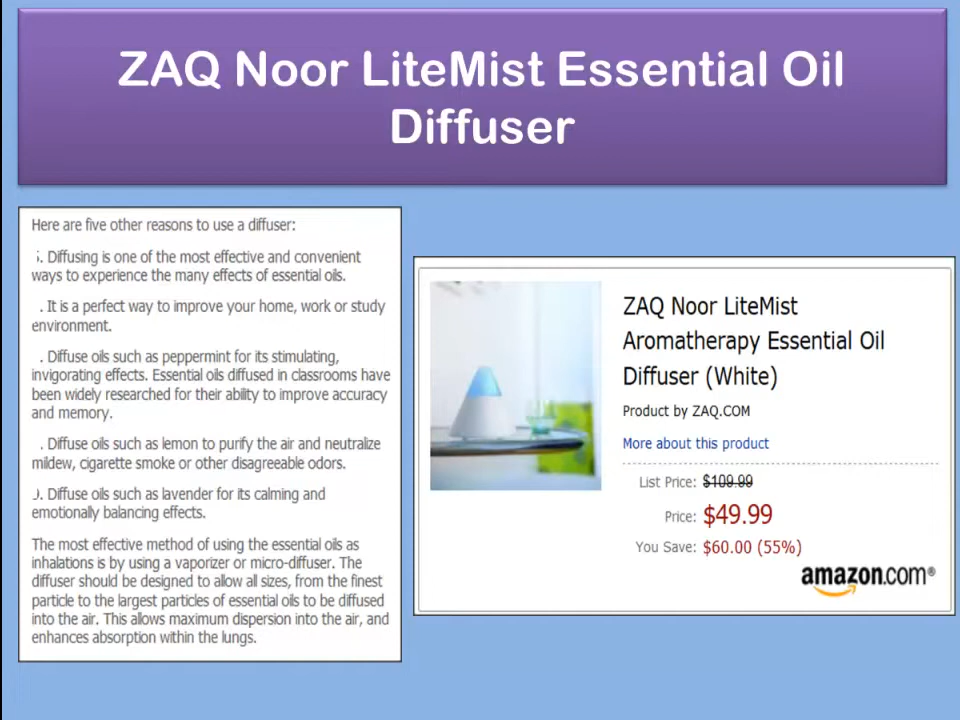 ZAQ Noor LiteMist Essential Oil
Diffuser
Here are five other reasons to use a diffuser:
. Diffusing is one of the most effective and convenient
ways to experience the many effects of essential oils.
. It is a perfect way to improve your home, work or study
environment.
. Diffuse oils such as peppermint for its stimulating,
invigorating effects. Essential oils diffused in classrooms have
been widely researched for their ability to improve accuracy
and memory.
. Diffuse oils such as lemon to purify the air and neutralize
mildew, cigarette smoke or other disagreeable odors.
. Diffuse oils such as lavender for its calming and
emotionally balancing effects.
The most effective method of using the essential oils as
inhalations is by using a vaporizer or micro-diffuser. The
diffuser should be designed to allow all sizes, from the finest
particle to the largest particles of essential oils to be diffused
into the air. This allows maximum dispersion into the air, and
enhances absorption within the lungs.
ZAQ Noor LiteMist
Aromatherapy Essential Oil
Diffuser (White)
Product by ZAQ.COM
More about this product
List Price: $109.99
Price: $49.99
You Save: $60.00 (55%)
amazon.com®